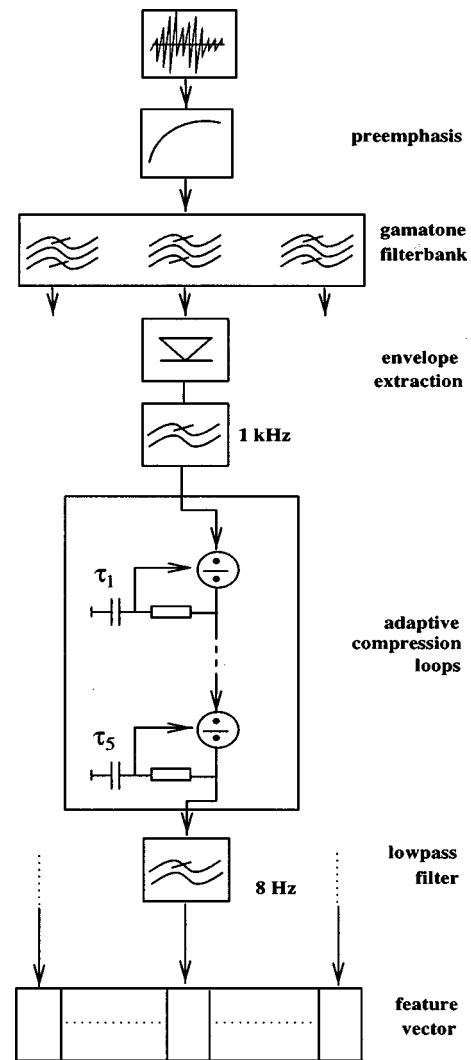 preemphasis
gamatone
filterbank
envelope
extraction
1 kHz
τ1
adaptive
compression
loops
τ5
lowpass
filter
8 Hz
feature
vector